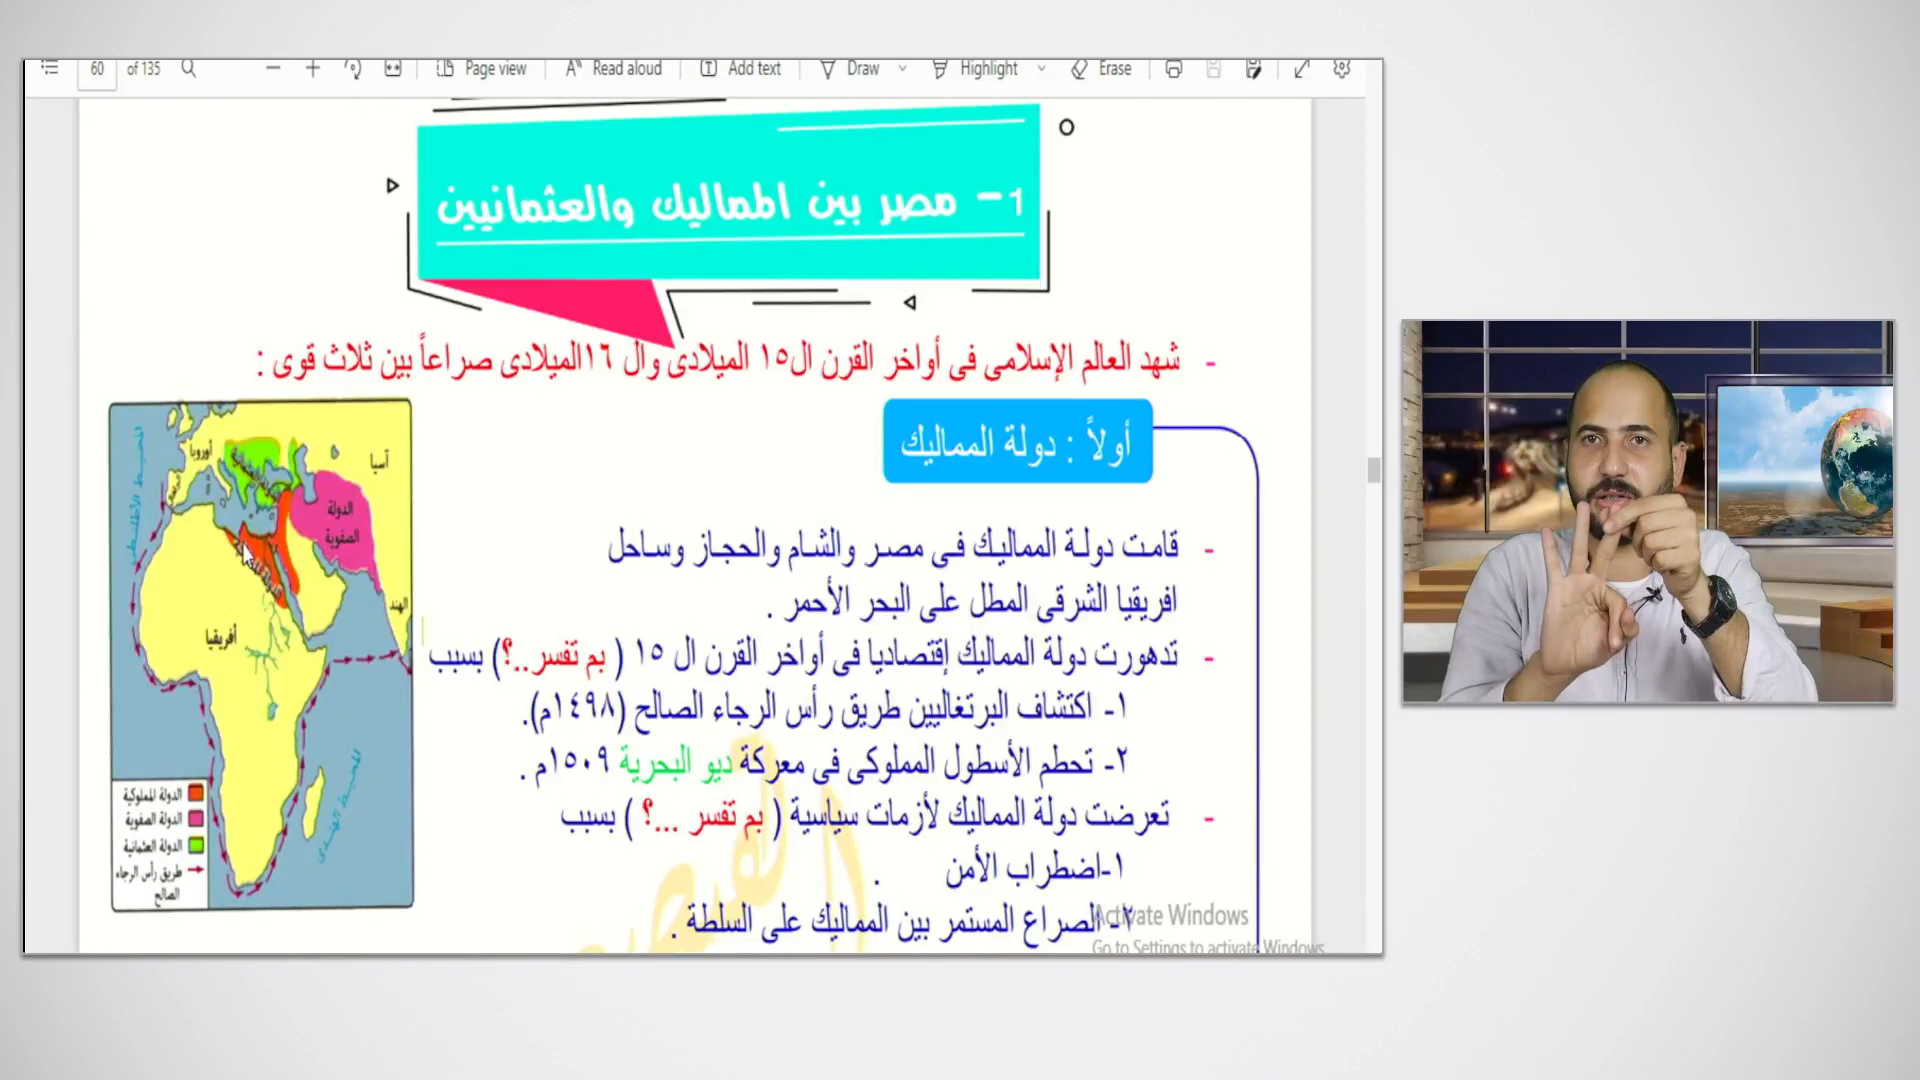 60 of 135 Page view Read aloud Add text Draw Highlight Erase
1- مصر بين المماليك والعثمانيين
- شهد العالم الإسلامى فى أواخر القرن ال١٥ الميلادى وال ١٦الميلادى صراعاً بين ثلاث قوى :
أولاً : دولة المماليك
- قامت دولة المماليك فى مصر والشام والحجاز وساحل
افريقيا الشرقى المطل على البحر الأحمر .
- تدهورت دولة المماليك إقتصاديا فى أواخر القرن ال ١٥ ( بم تفسر..؟) بسبب
١- اكتشاف البرتغاليين طريق رأس الرجاء الصالح (١٤٩٨م).
٢- تحطم الأسطول المملوكى فى معركة ديو البحرية ١٥٠٩م .
- تعرضت دولة المماليك لأزمات سياسية ( بم تفسر ...؟ ) بسبب
١-اضطراب الأمن .
٢- الصراع المستمر بين المماليك على السلطة .
آسيا
أوروبا
الدولة
الصفوية
الهند
أفريقيا
المحيط الهندى
الدولة المملوكية
الدولة الصفوية
الدولة العثمانية
طريق رأس الرجاء
الصالح
Activate Windows
Go to Settings to activate Windows